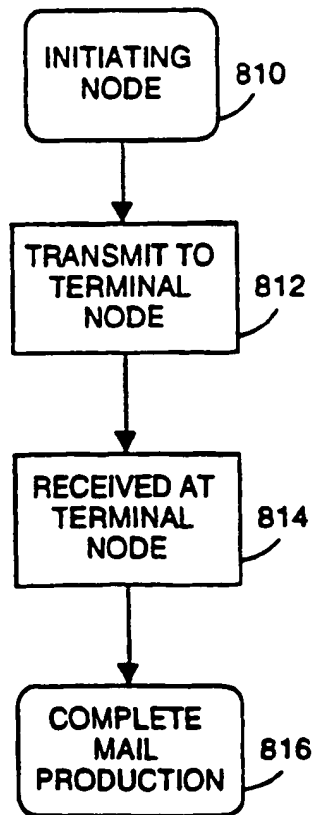 INITIATING
NODE
810
TRANSMIT TO
TERMINAL
NODE
812
RECEIVED AT
TERMINAL
NODE
814
COMPLETE
MAIL
PRODUCTION
816